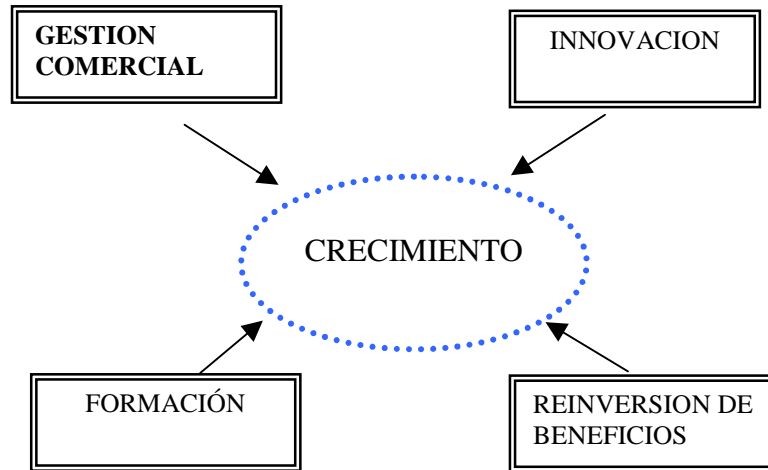 GESTION
COMERCIAL
INNOVACION
CRECIMIENTO
FORMACIÓN
REINVERSION DE
BENEFICIOS